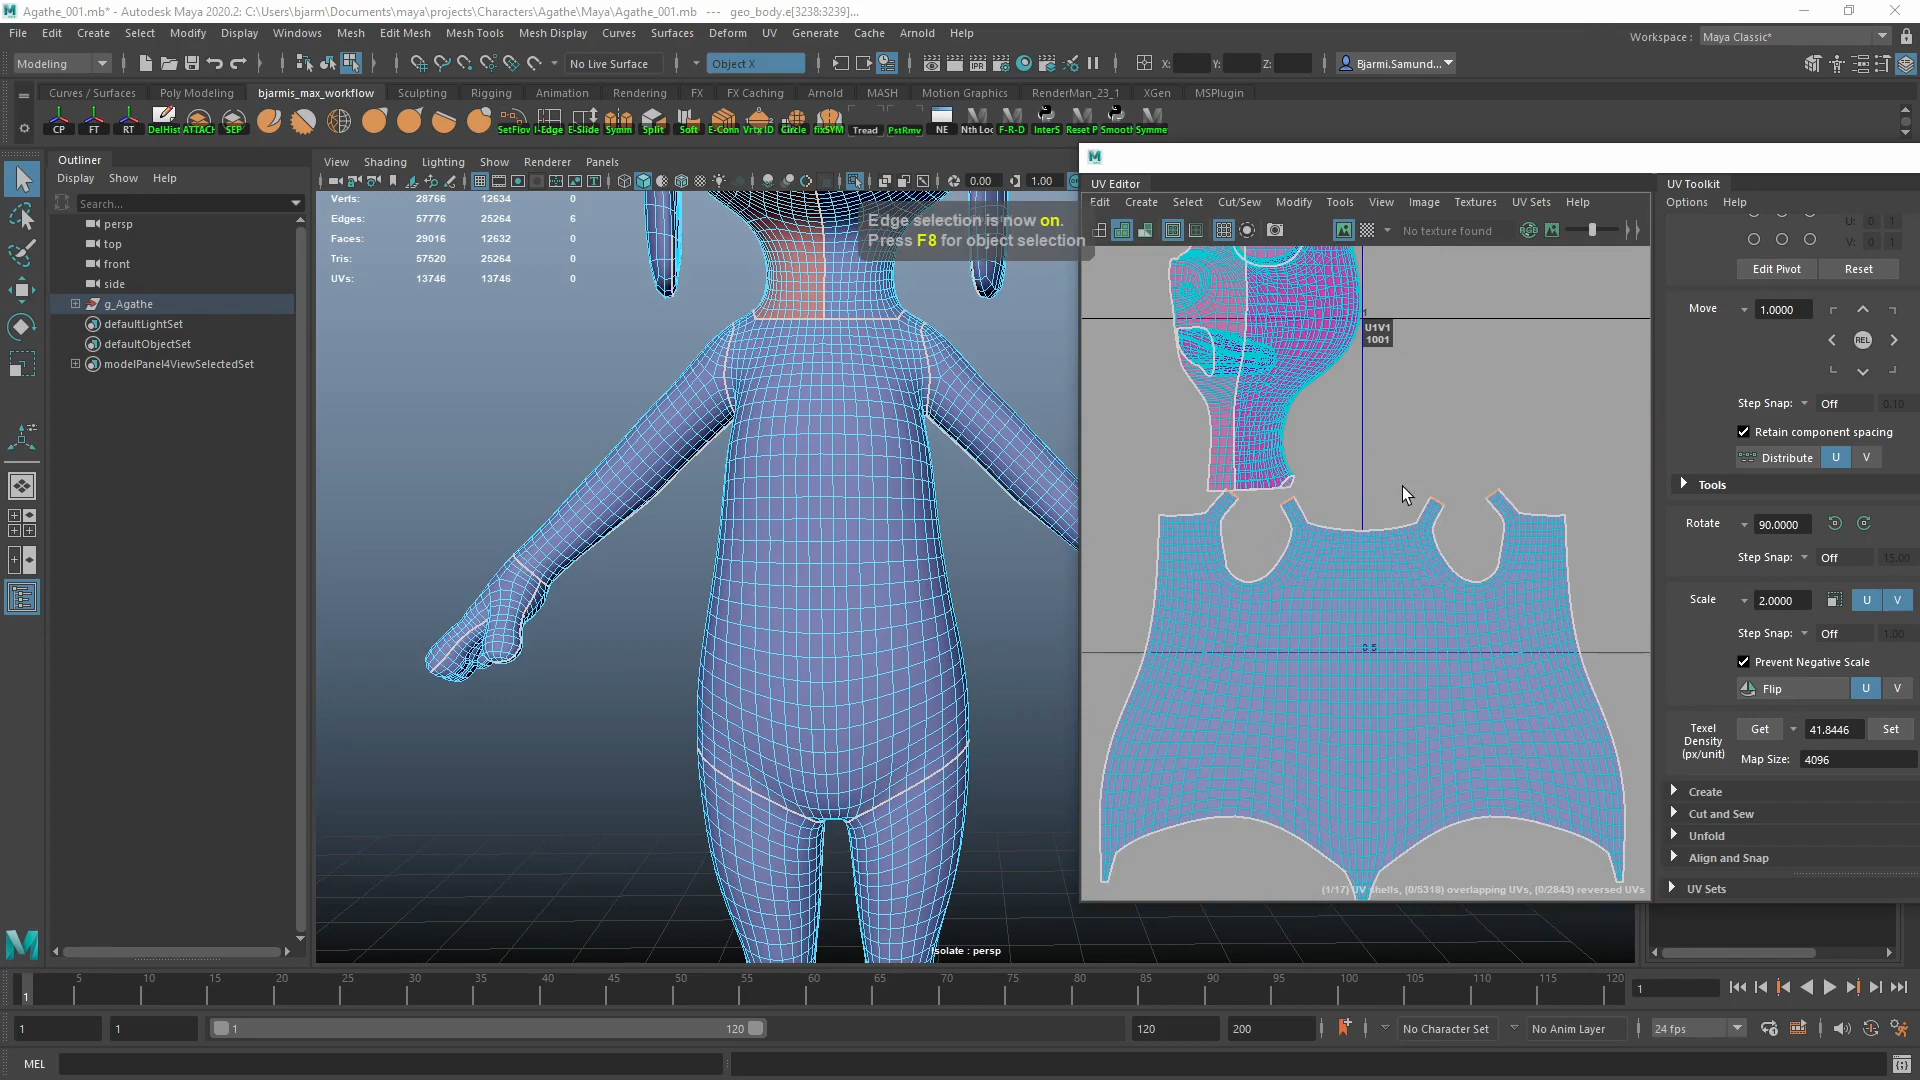 Agathe_001.mb* - Autodesk Maya 2020.2: C:\Users\bjarm\Documents\maya\projects\Characters\Agathe\Maya\Agathe_001.mb --- geo_body.e[3238:3239]...
File Edit Create Select Modify Display Windows Mesh Edit Mesh Mesh Tools Mesh Display Curves Surfaces Deform UV Generate Cache Arnold Help
Workspace : Maya Classic*
Modeling No Live Surface Object X X: Y: Z: Bjarmi.Samund...
Curves / Surfaces Poly Modeling bjarmis_max_workflow Sculpting Rigging Animation Rendering FX FX Caching Arnold MASH Motion Graphics RenderMan_23_1 XGen MSPlugin
CP FT RT DelHist ATTACH SEP SetFlow I-Edge E-Slide Symm Split Soft E-Conn Vrtx ID Circle fixSYM Tread PstRmv NE Nth Loc F-R-D InterS Reset P Smooth Symme
Outliner
Display Show Help
Search...
persp
top
front
side
g_Agathe
defaultLightSet
defaultObjectSet
modelPanel4ViewSelectedSet
View Shading Lighting Show Renderer Panels
0.00 1.00
Verts: 28766 12634 0
Edges: 57776 25264 6
Faces: 29016 12632 0
Tris: 57520 25264 0
UVs: 13746 13746 0
Edge selection is now on.
Press F8 for object selection
Isolate : persp
UV Editor
Edit Create Select Cut/Sew Modify Tools View Image Textures UV Sets Help
No texture found
U1V1
1001
(1/17) UV shells, (0/5318) overlapping UVs, (0/2843) reversed UVs
UV Toolkit
Options Help
U: 0 1
V: 0 1
Edit Pivot Reset
Move 1.0000
REL
Step Snap: Off 0.10
Retain component spacing
Distribute U V
Tools
Rotate 90.0000
Step Snap: Off 15.00
Scale 2.0000 U V
Step Snap: Off 1.00
Prevent Negative Scale
Flip U V
Texel Density (px/unit) Get 41.8446 Set
Map Size: 4096
Create
Cut and Sew
Unfold
Align and Snap
UV Sets
1 5 10 15 20 25 30 35 40 45 50 55 60 65 70 75 80 85 90 95 100 105 110 115 120 1
1 1 1 120 120 200 No Character Set No Anim Layer 24 fps
MEL